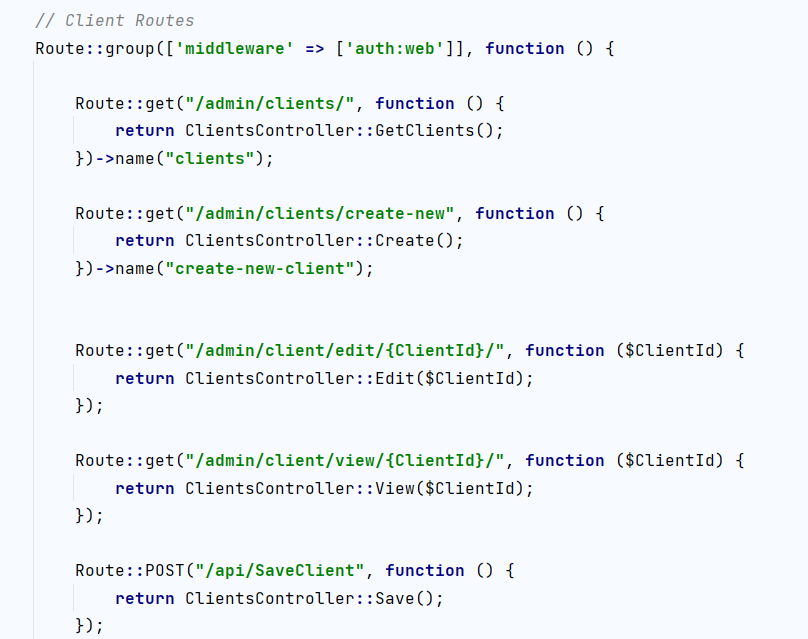 // Client Routes
Route::group(['middleware' => ['auth:web']], function () {
Route::get("/admin/clients/", function () {
return ClientsController::GetClients();
})->name("clients");
Route::get("/admin/clients/create-new", function () {
return ClientsController::Create();
})->name("create-new-client");
Route::get("/admin/client/edit/{ClientId}/", function ($ClientId) {
return ClientsController::Edit($ClientId);
});
Route::get("/admin/client/view/{ClientId}/", function ($ClientId) {
return ClientsController::View($ClientId);
});
Route::POST("/api/SaveClient", function () {
return ClientsController::Save();
});